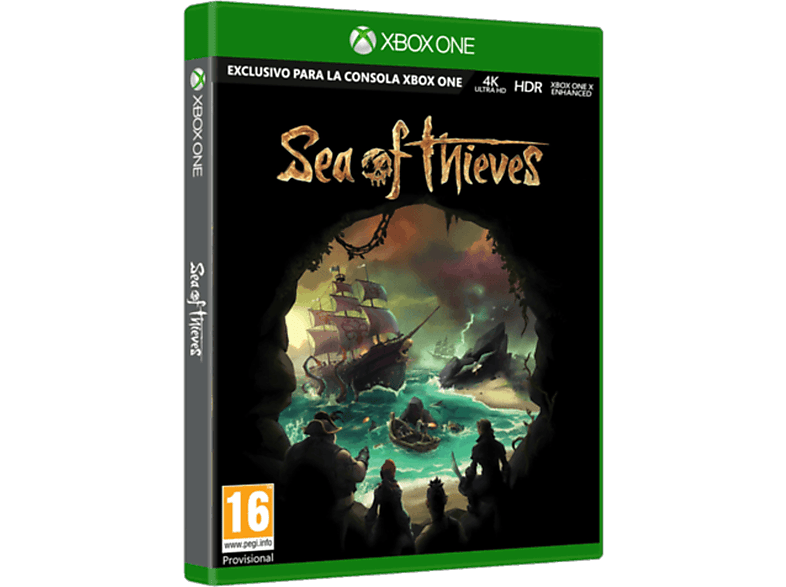 XBOX ONE
EXCLUSIVO PARA LA CONSOLA XBOX ONE
4K
ULTRA HD
HDR
XBOX ONE X
ENHANCED
Sea of Thieves
XBOX ONE
Sea of Thieves
16
www.pegi.info
Provisional